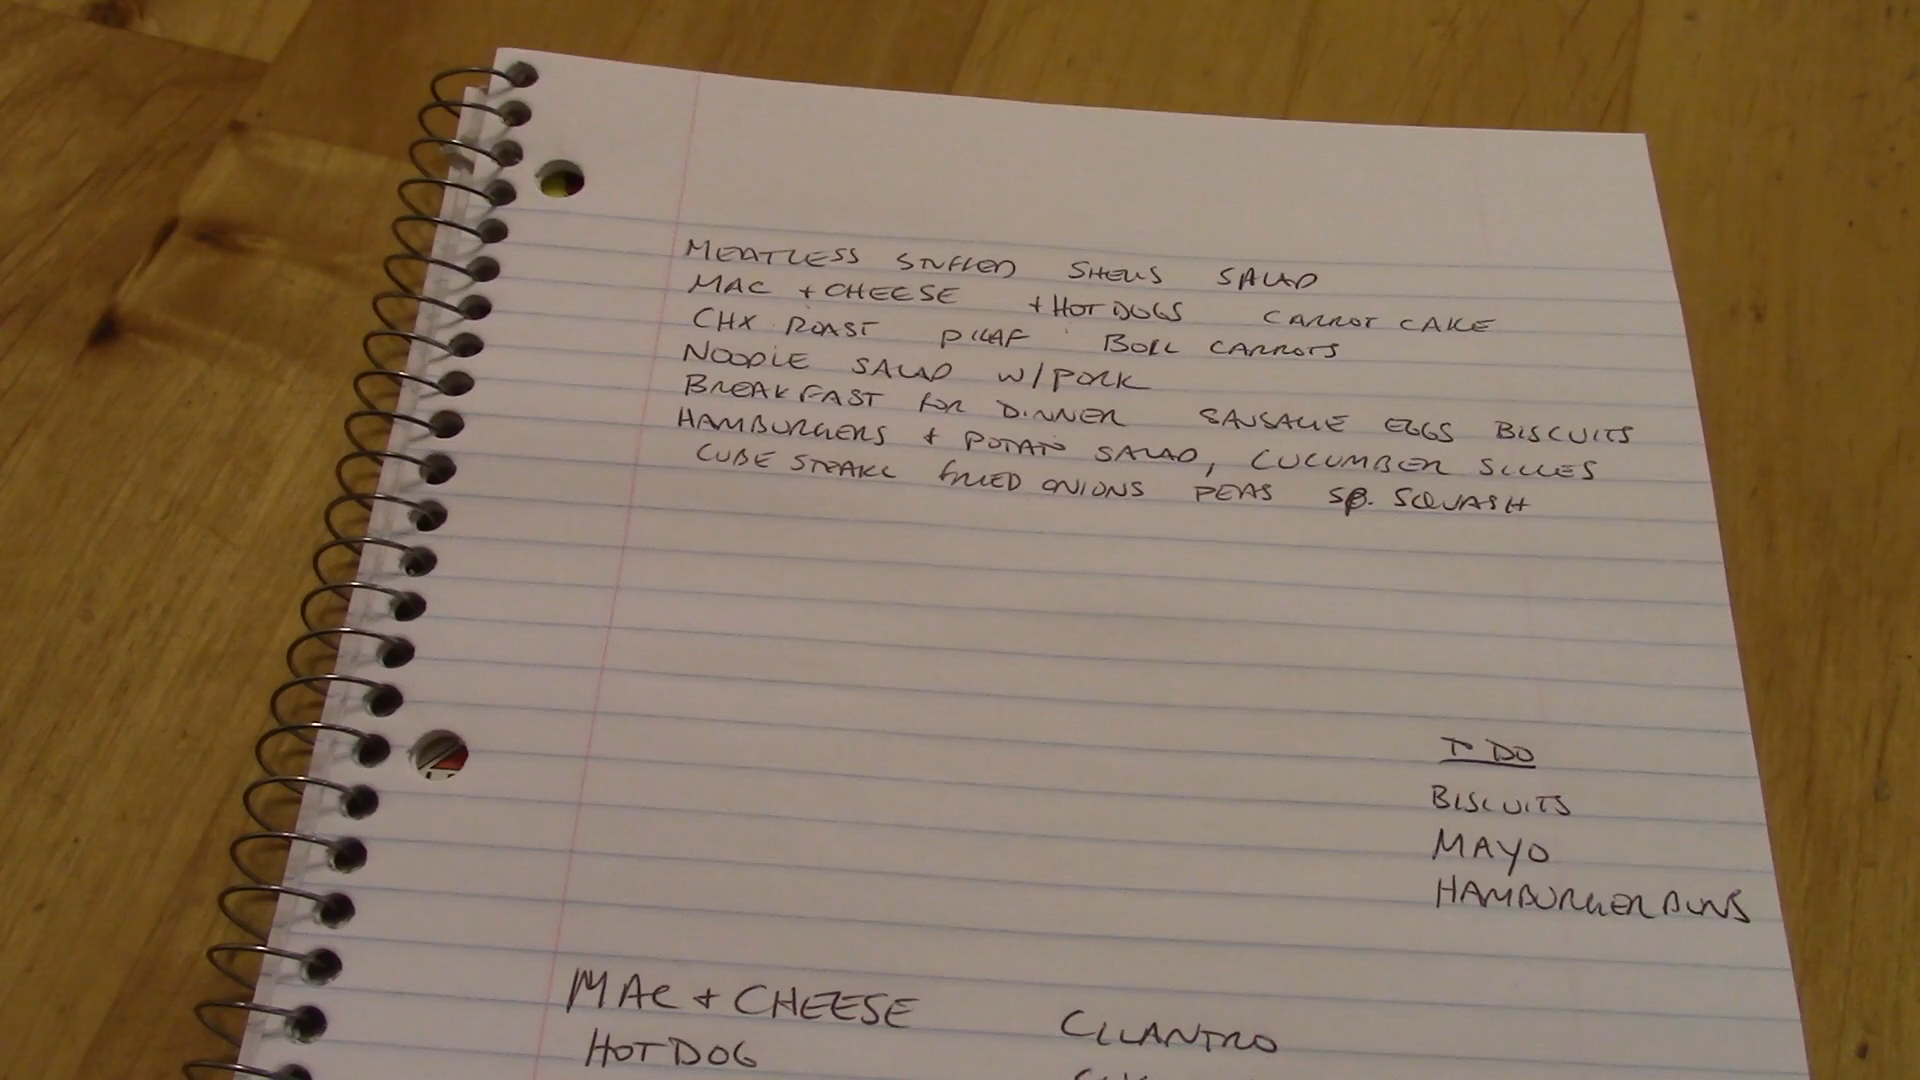 MEATLESS STUFFED SHELLS SALAD
MAC + CHEESE + HOT DOGS CARROT CAKE
CHX ROAST PILAF BOIL CARROTS
NOODLE SALAD W/PORK
BREAKFAST FOR DINNER SAUSAGE EGGS BISCUITS
HAMBURGERS + POTATO SALAD, CUCUMBER SLICES
CUBE STEAK FRIED ONIONS PEAS SP. SQUASH
TO DO
BISCUITS
MAYO
HAMBURGER BUNS
MAC + CHEESE
HOT DOG
CILANTRO